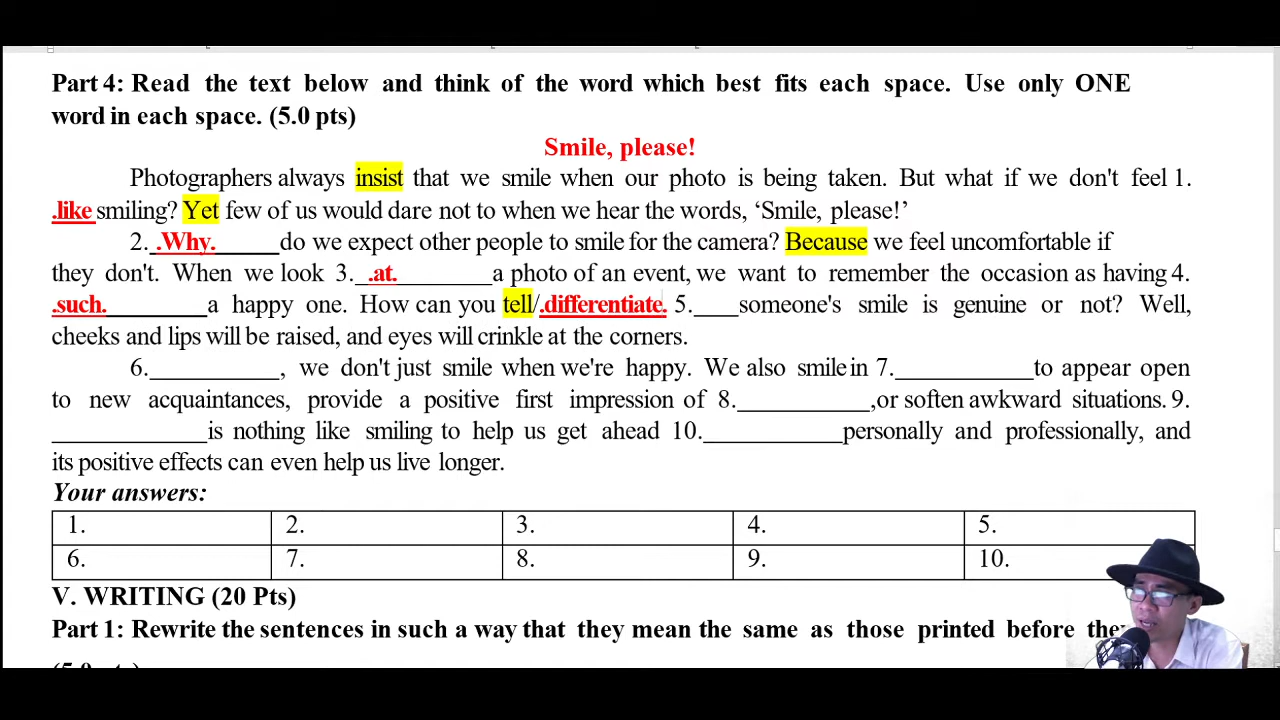 Part 4: Read the text below and think of the word which best fits each space. Use only ONE
word in each space. (5.0 pts)
Smile, please!
Photographers always insist that we smile when our photo is being taken. But what if we don't feel 1.
.like smiling? Yet few of us would dare not to when we hear the words, ‘Smile, please!’
2. .Why.______ do we expect other people to smile for the camera? Because we feel uncomfortable if
they don't. When we look 3._.at.________ a photo of an event, we want to remember the occasion as having 4.
.such.________a happy one. How can you tell/.differentiate. 5.____someone's smile is genuine or not? Well,
cheeks and lips will be raised, and eyes will crinkle at the corners.
6.___________, we don't just smile when we're happy. We also smile in 7.___________to appear open
to new acquaintances, provide a positive first impression of 8.___________,or soften awkward situations. 9.
_____________is nothing like smiling to help us get ahead 10.___________personally and professionally, and
its positive effects can even help us live longer.
Your answers:
1. 2. 3. 4. 5.
6. 7. 8. 9. 10.
V. WRITING (20 Pts)
Part 1: Rewrite the sentences in such a way that they mean the same as those printed before